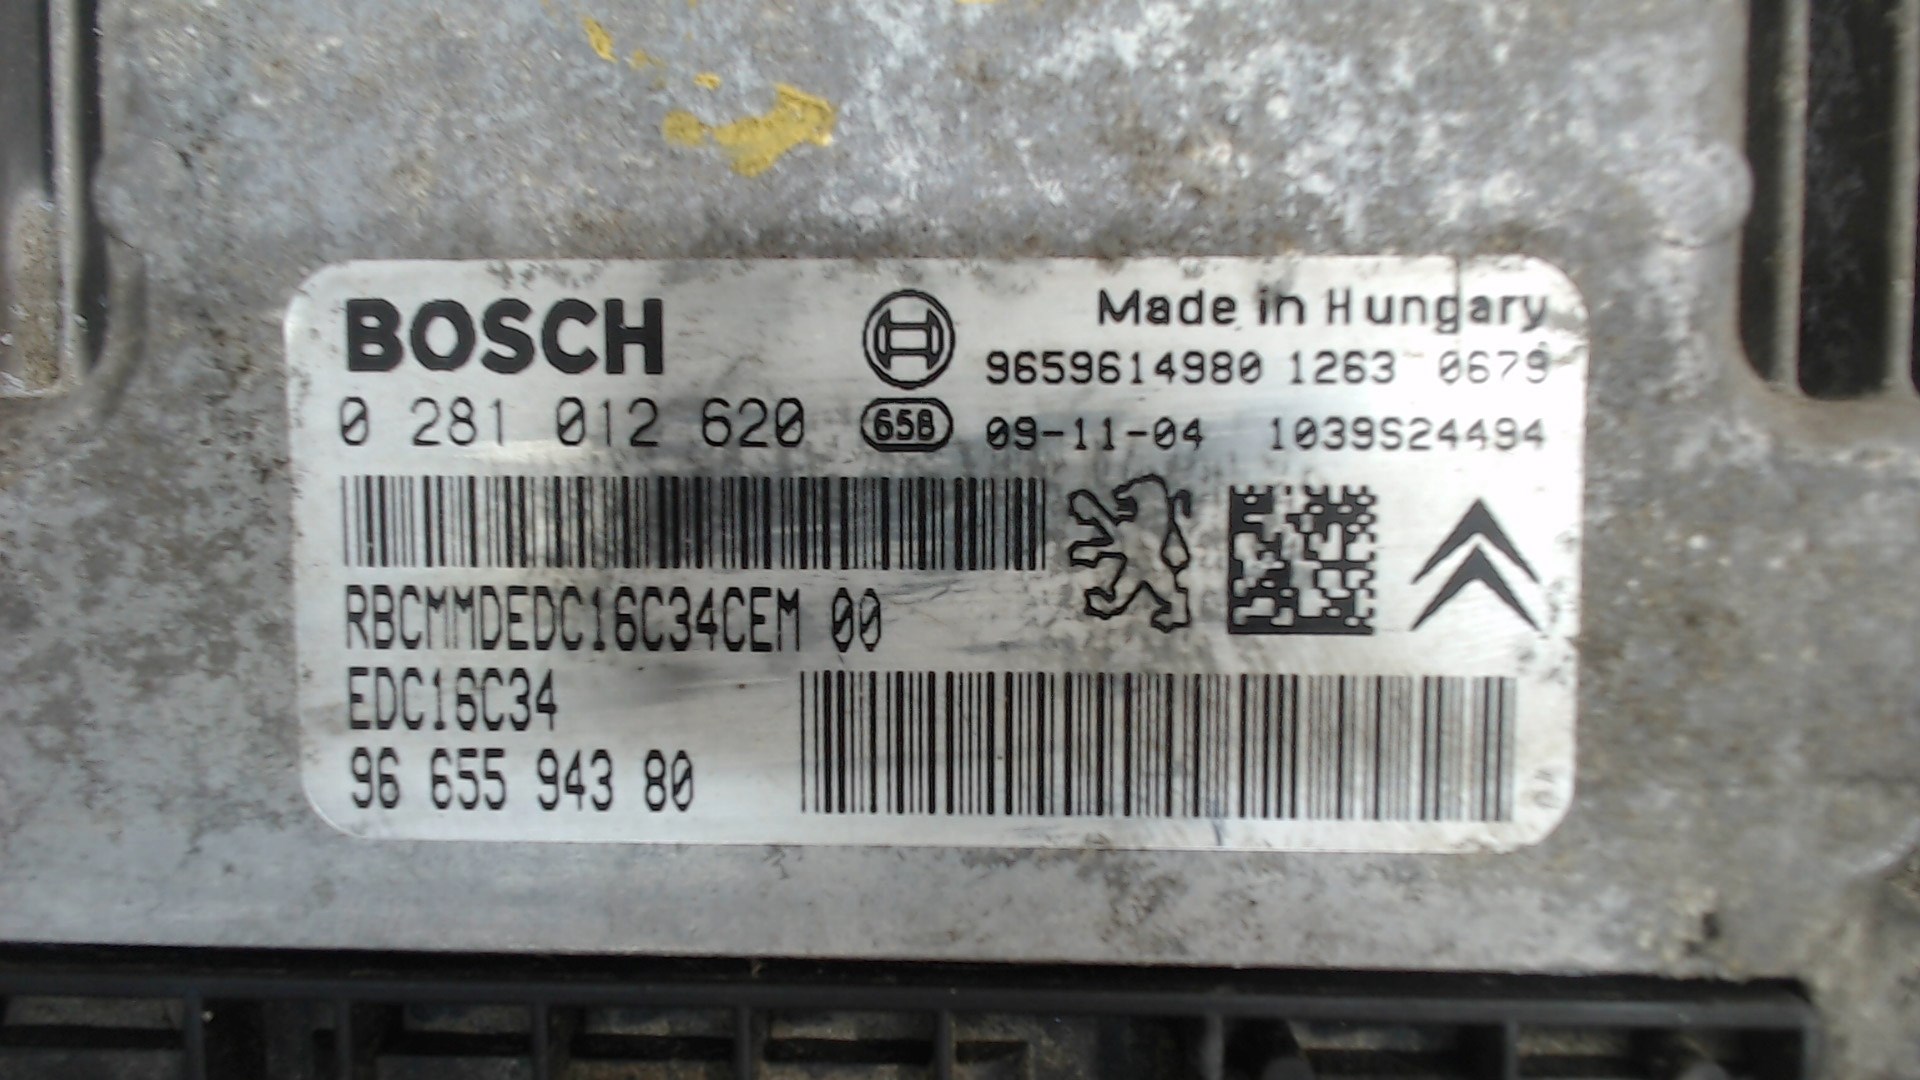 BOSCH
Made in Hungary
9659614980 1263 0679
0 281 012 620
65B
09-11-04 1039S24494
RBCMMDEDC16C34CEM 00
EDC16C34
96 655 943 80